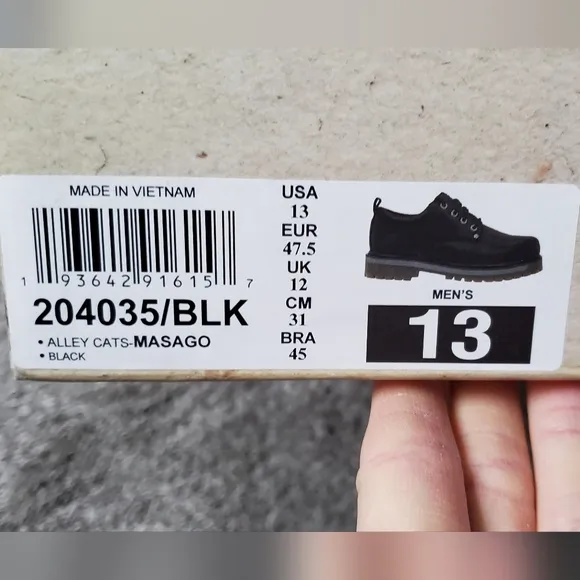 MADE IN VIETNAM
1 93642 91615 7
204035/BLK
• ALLEY CATS-MASAGO
• BLACK
USA
13
EUR
47.5
UK
12
CM
31
BRA
45
MEN'S
13